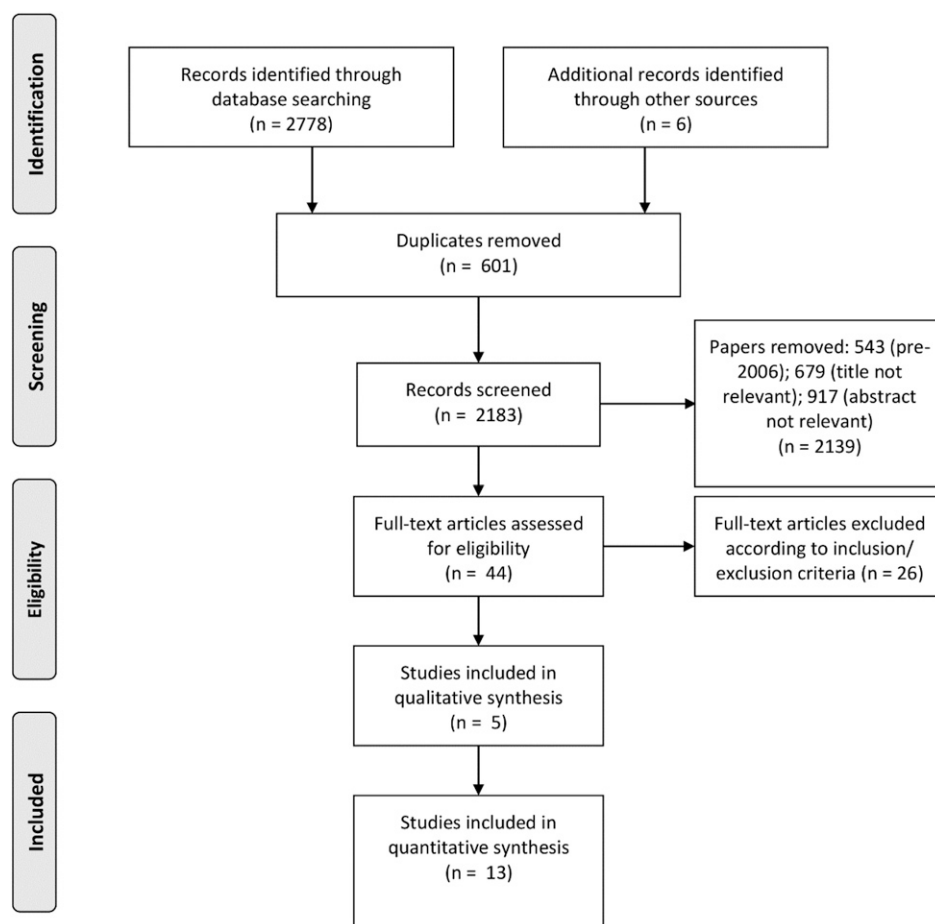 Identification
Records identified through
database searching
(n = 2778)
Additional records identified
through other sources
(n = 6)
Duplicates removed
(n = 601)
Screening
Records screened
(n = 2183)
Papers removed: 543 (pre-
2006); 679 (title not
relevant); 917 (abstract
not relevant)
(n = 2139)
Eligibility
Full-text articles assessed
for eligibility
(n = 44)
Full-text articles excluded
according to inclusion/
exclusion criteria (n = 26)
Studies included in
qualitative synthesis
(n = 5)
Included
Studies included in
quantitative synthesis
(n = 13)